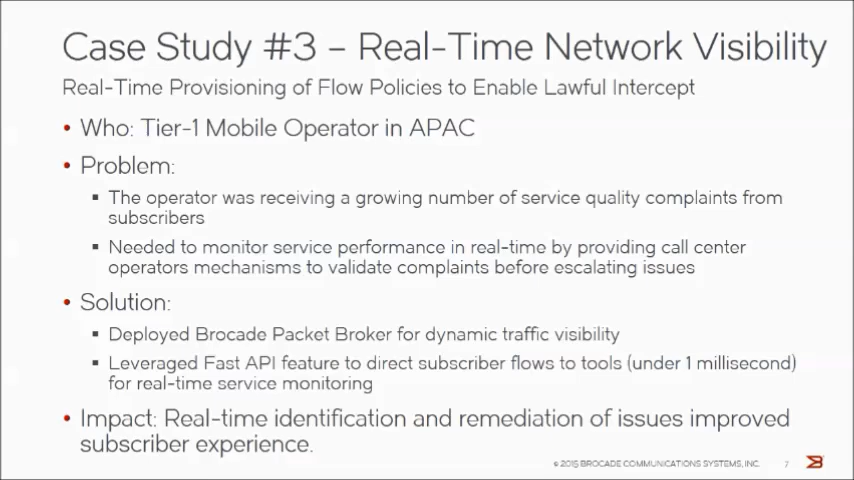 Case Study #3 – Real-Time Network Visibility
Real-Time Provisioning of Flow Policies to Enable Lawful Intercept
• Who: Tier-1 Mobile Operator in APAC
• Problem:
▪ The operator was receiving a growing number of service quality complaints from
subscribers
▪ Needed to monitor service performance in real-time by providing call center
operators mechanisms to validate complaints before escalating issues
• Solution:
▪ Deployed Brocade Packet Broker for dynamic traffic visibility
▪ Leveraged Fast API feature to direct subscriber flows to tools (under 1 millisecond)
for real-time service monitoring
• Impact: Real-time identification and remediation of issues improved
subscriber experience.
© 2015 BROCADE COMMUNICATIONS SYSTEMS, INC. 7